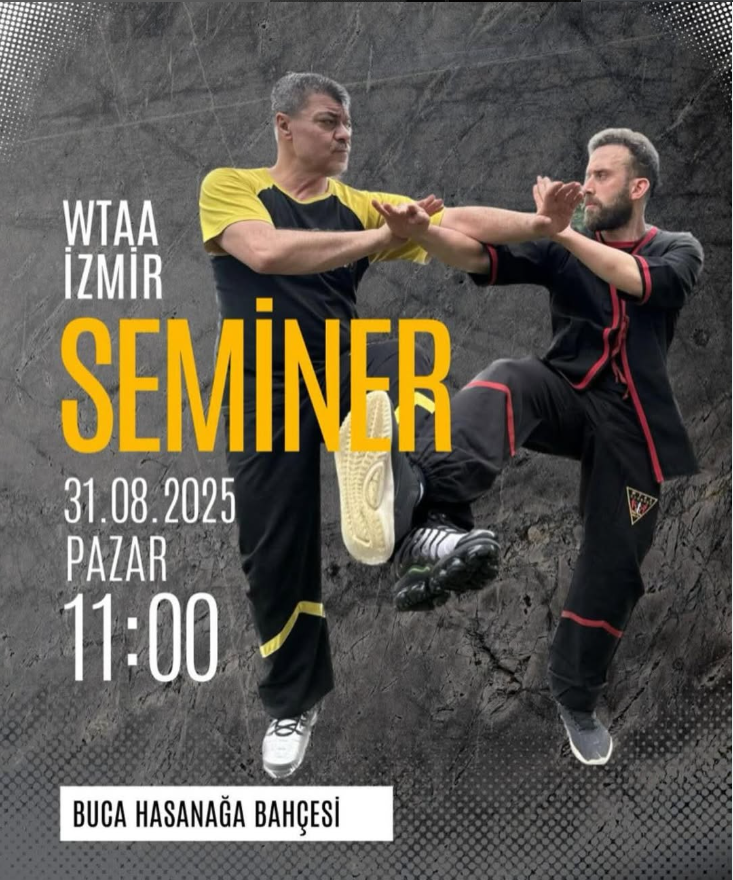 WTAA
İZMİR
SEMİNER
31.08.2025
PAZAR
11:00
BUCA HASANAĞA BAHÇESİ